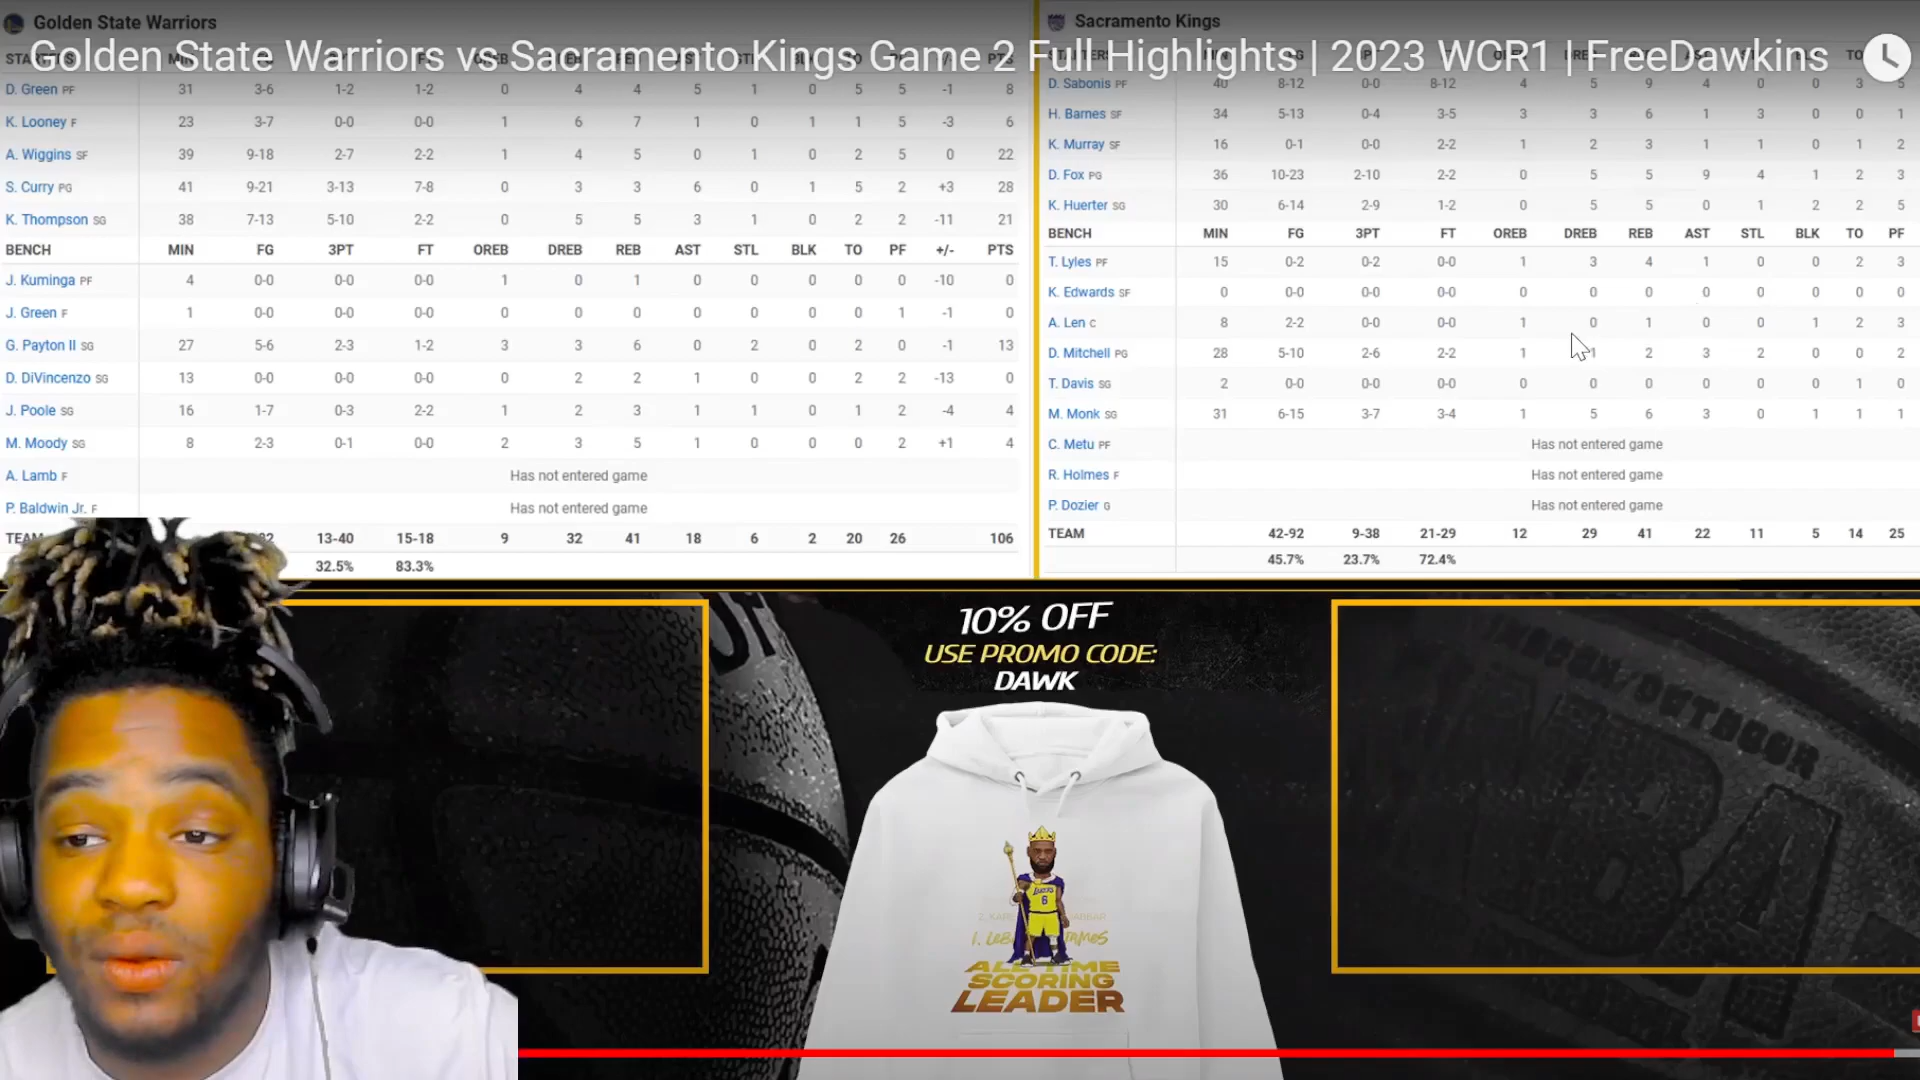 Golden State Warriors
Sacramento Kings
Golden State Warriors vs Sacramento Kings Game 2 Full Highlights | 2023 WCR1 | FreeDawkins
D. Green PF 31 3-6 1-2 1-2 0 4 4 5 1 0 5 5 -1 8
K. Looney F 23 3-7 0-0 0-0 1 6 7 1 0 1 1 5 -3 6
A. Wiggins SF 39 9-18 2-7 2-2 1 4 5 0 1 0 2 5 0 22
S. Curry PG 41 9-21 3-13 7-8 0 3 3 6 0 1 5 2 +3 28
K. Thompson SG 38 7-13 5-10 2-2 0 5 5 3 1 0 2 2 -11 21
BENCH MIN FG 3PT FT OREB DREB REB AST STL BLK TO PF +/- PTS
J. Kuminga PF 4 0-0 0-0 0-0 1 0 1 0 0 0 0 0 -10 0
J. Green F 1 0-0 0-0 0-0 0 0 0 0 0 0 0 1 -1 0
G. Payton II SG 27 5-6 2-3 1-2 3 3 6 0 2 0 2 0 -1 13
D. DiVincenzo SG 13 0-0 0-0 0-0 0 2 2 1 0 0 2 2 -13 0
J. Poole SG 16 1-7 0-3 2-2 1 2 3 1 1 0 1 2 -4 4
M. Moody SG 8 2-3 0-1 0-0 2 3 5 1 0 0 0 2 +1 4
A. Lamb F Has not entered game
P. Baldwin Jr. F Has not entered game
TEAM 13-40 15-18 9 32 41 18 6 2 20 26 106
32.5% 83.3%
D. Sabonis PF 40 8-12 0-0 8-12 4 5 9 4 0 0 3 5
H. Barnes SF 34 5-13 0-4 3-5 3 3 6 1 3 0 0 1
K. Murray SF 16 0-1 0-0 2-2 1 2 3 1 1 0 1 2
D. Fox PG 36 10-23 2-10 2-2 0 5 5 9 4 1 2 3
K. Huerter SG 30 6-14 2-9 1-2 0 5 5 0 1 2 2 5
BENCH MIN FG 3PT FT OREB DREB REB AST STL BLK TO PF
T. Lyles PF 15 0-2 0-2 0-0 1 3 4 1 0 0 2 3
K. Edwards SF 0 0-0 0-0 0-0 0 0 0 0 0 0 0 0
A. Len C 8 2-2 0-0 0-0 1 0 1 0 0 1 2 3
D. Mitchell PG 28 5-10 2-6 2-2 1 1 2 3 2 0 0 2
T. Davis SG 2 0-0 0-0 0-0 0 0 0 0 0 0 1 0
M. Monk SG 31 6-15 3-7 3-4 1 5 6 3 0 1 1 1
C. Metu PF Has not entered game
R. Holmes F Has not entered game
P. Dozier G Has not entered game
TEAM 42-92 9-38 21-29 12 29 41 22 11 5 14 25
45.7% 23.7% 72.4%
10% OFF
USE PROMO CODE:
DAWK
LAKERS
6
ALL-TIME
SCORING
LEADER
INDOOR/OUTDOOR